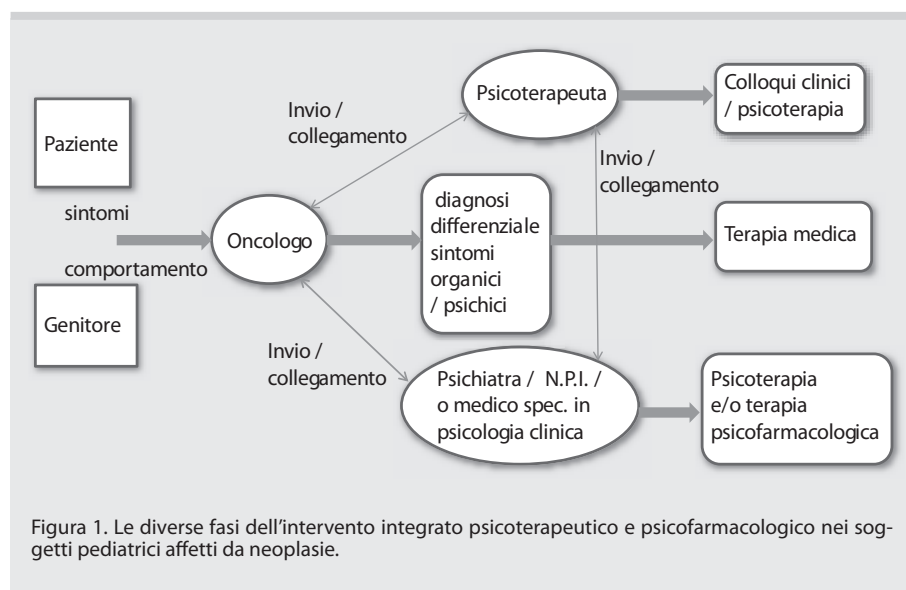 Paziente
sintomi
comportamento
Genitore
Oncologo
Invio /
collegamento
Invio /
collegamento
Psicoterapeuta
Invio /
collegamento
diagnosi
differenziale
sintomi
organici
/ psichici
Psichiatra / N.P.I. /
o medico spec. in
psicologia clinica
Colloqui clinici
/ psicoterapia
Terapia medica
Psicoterapia
e/o terapia
psicofarmacologica
Figura 1. Le diverse fasi dell’intervento integrato psicoterapeutico e psicofarmacologico nei sog-
getti pediatrici affetti da neoplasie.